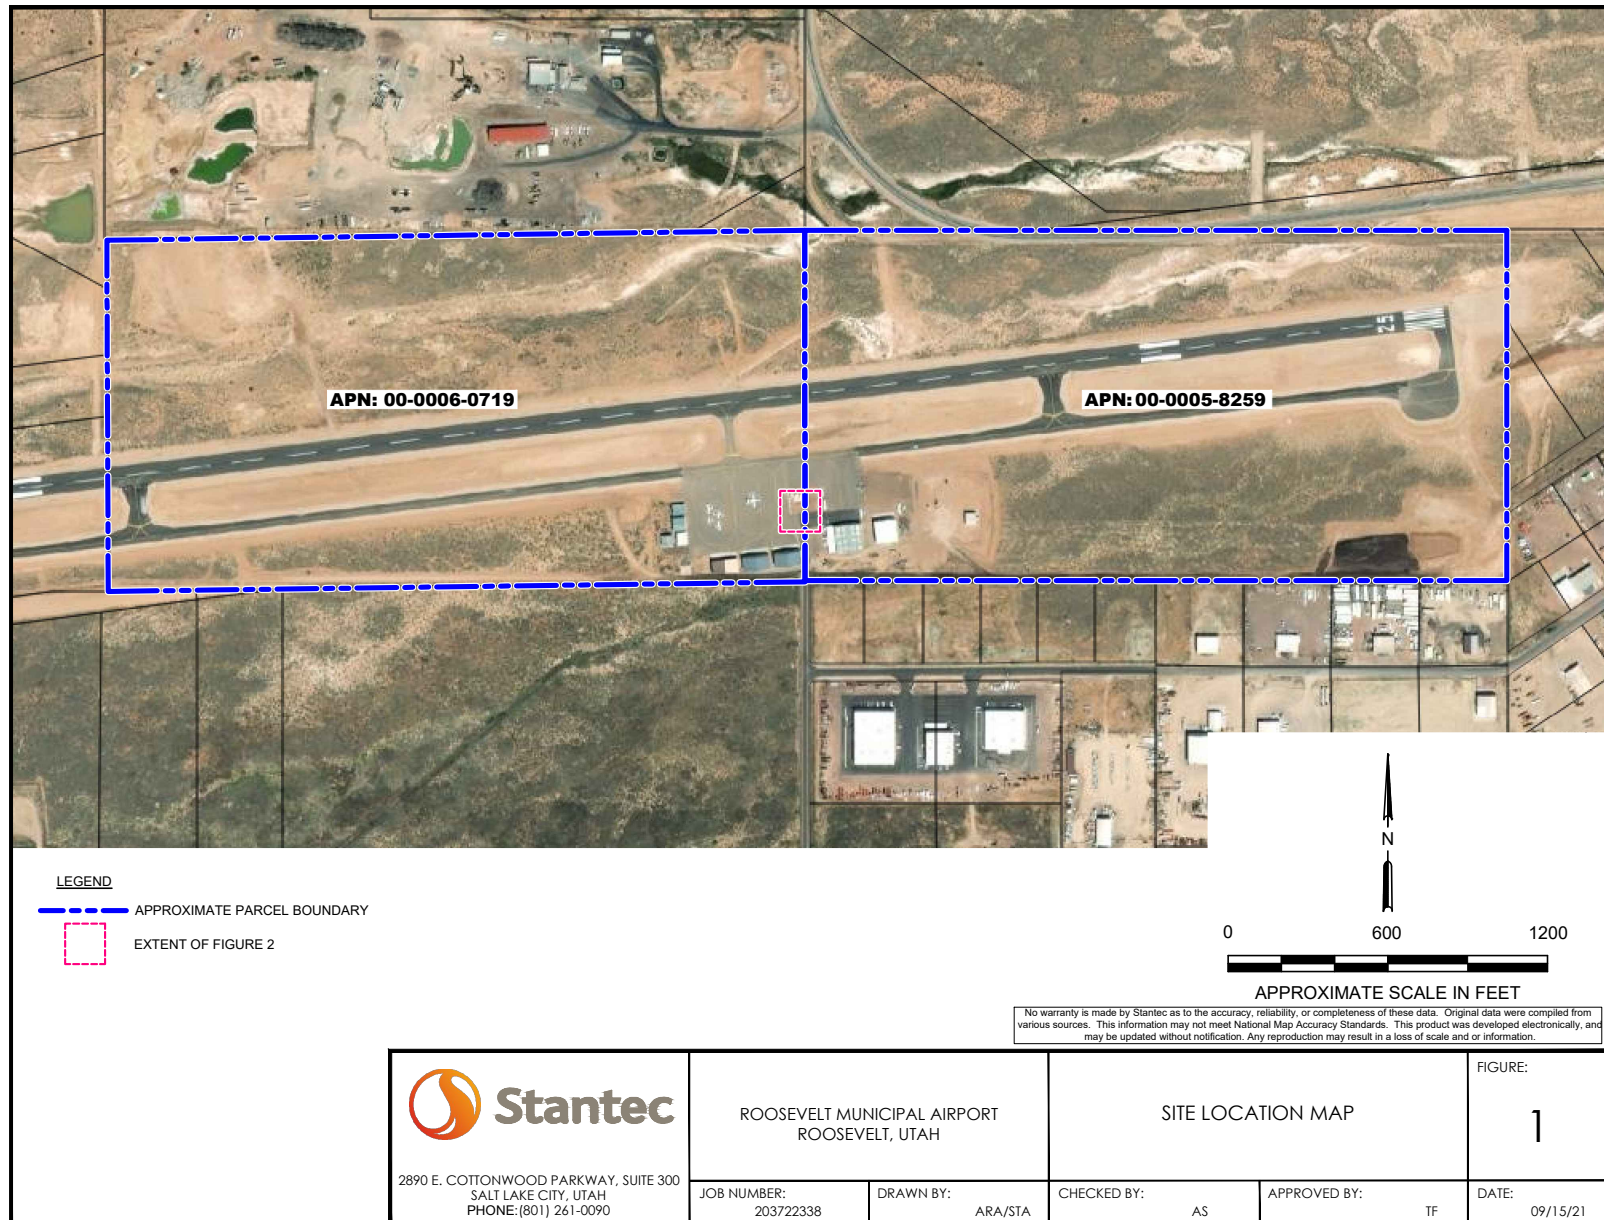 25
APN: 00-0006-0719
APN: 00-0005-8259
N
LEGEND
APPROXIMATE PARCEL BOUNDARY
EXTENT OF FIGURE 2
0 600 1200
APPROXIMATE SCALE IN FEET
No warranty is made by Stantec as to the accuracy, reliability, or completeness of these data. Original data were compiled from
various sources. This information may not meet National Map Accuracy Standards. This product was developed electronically, and
may be updated without notification. Any reproduction may result in a loss of scale and or information.
Stantec
2890 E. COTTONWOOD PARKWAY, SUITE 300
SALT LAKE CITY, UTAH
PHONE:(801) 261-0090
ROOSEVELT MUNICIPAL AIRPORT
ROOSEVELT, UTAH
SITE LOCATION MAP
FIGURE:
1
JOB NUMBER:
203722338
DRAWN BY:
ARA/STA
CHECKED BY:
AS
APPROVED BY:
TF
DATE:
09/15/21